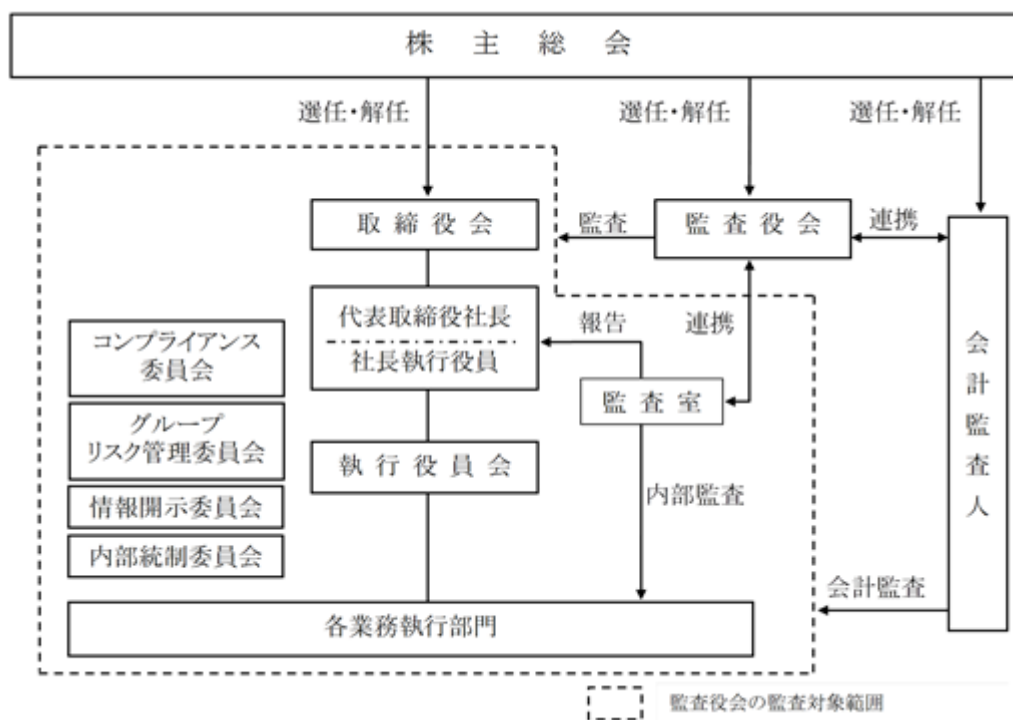 株主総会
選任・解任
選任・解任
選任・解任
取締役会
監査
監査役会
連携
代表取締役社長
社長執行役員
報告
連携
コンプライアンス
委員会
監査室
会計監査人
グループ
リスク管理委員会
執行役員会
情報開示委員会
内部監査
内部統制委員会
会計監査
各業務執行部門
監査役会の監査対象範囲